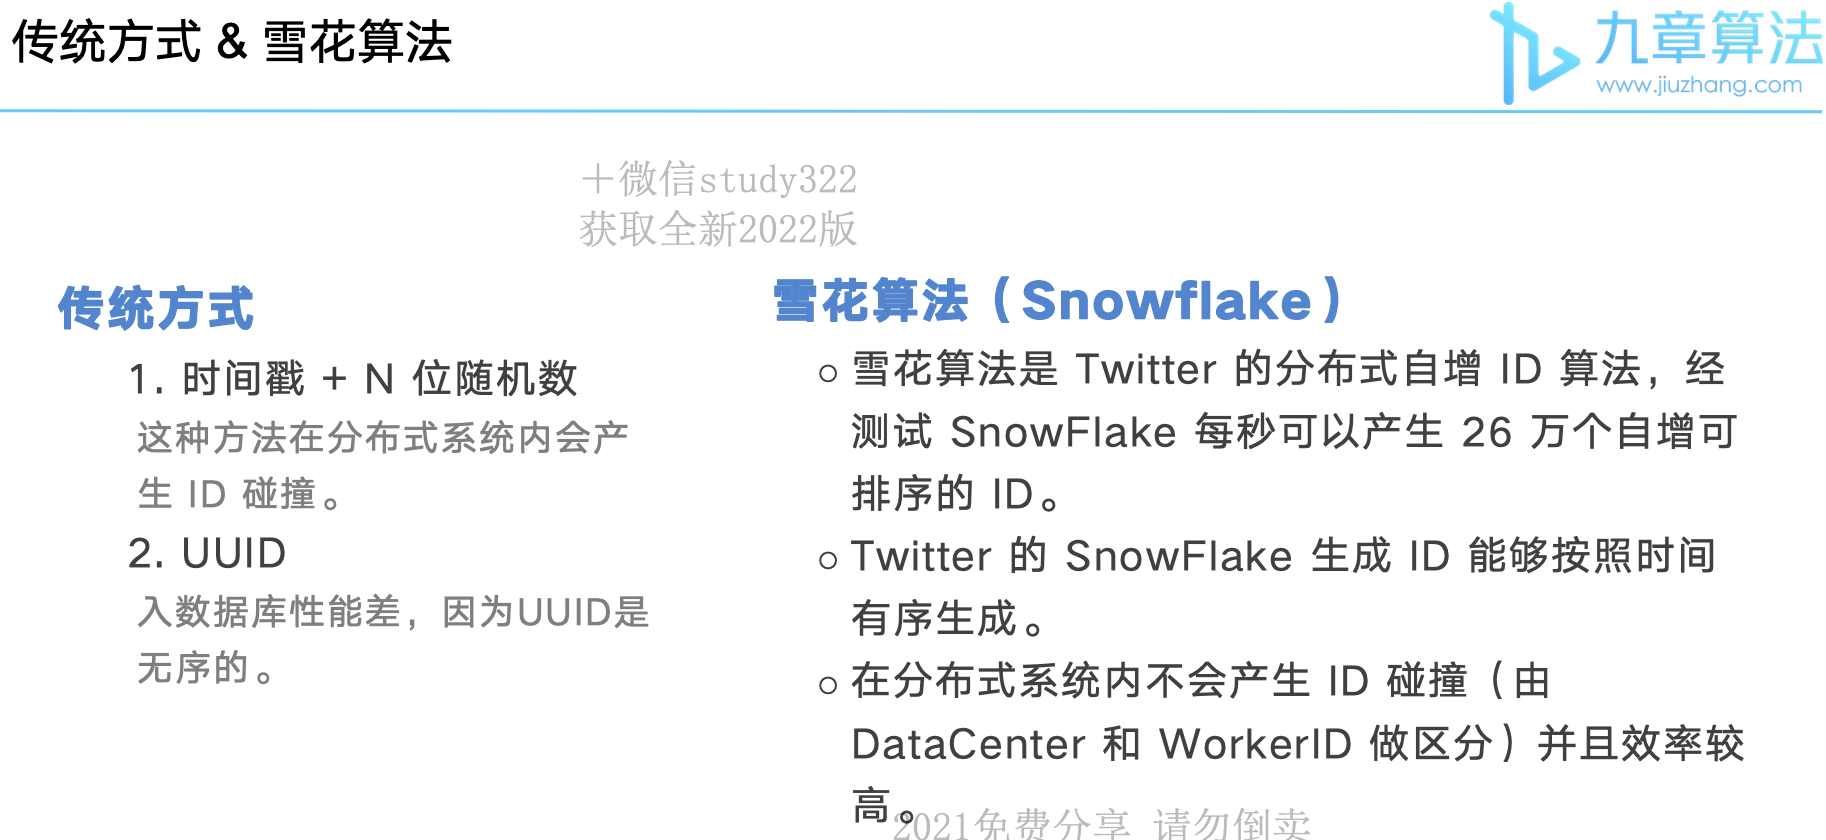 传统方式 & 雪花算法
九章算法
www.jiuzhang.com
＋微信study322
获取全新2022版
传统方式
1. 时间戳 + N 位随机数
这种方法在分布式系统内会产
生 ID 碰撞。
2. UUID
入数据库性能差，因为UUID是
无序的。
雪花算法（Snowflake）
○ 雪花算法是 Twitter 的分布式自增 ID 算法，经
测试 SnowFlake 每秒可以产生 26 万个自增可
排序的 ID。
○ Twitter 的 SnowFlake 生成 ID 能够按照时间
有序生成。
○ 在分布式系统内不会产生 ID 碰撞（由
DataCenter 和 WorkerID 做区分）并且效率较
高。
2021免费分享 请勿倒卖